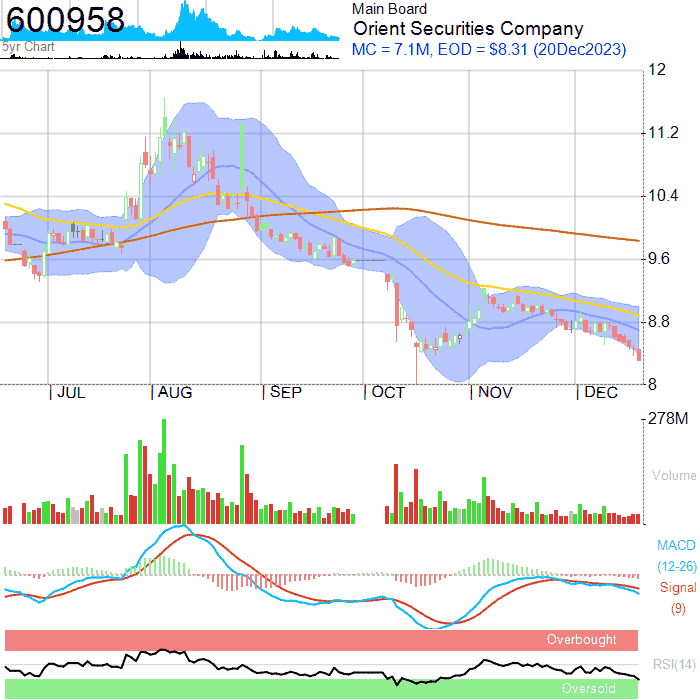 600958
5yr Chart
Main Board
Orient Securities Company
MC = 7.1M, EOD = $8.31 (20Dec2023)
12
11.2
10.4
9.6
8.8
8
JUL AUG SEP OCT NOV DEC
278M
Volume
MACD
(12-26)
Signal
(9)
Overbought
RSI(14)
Oversold